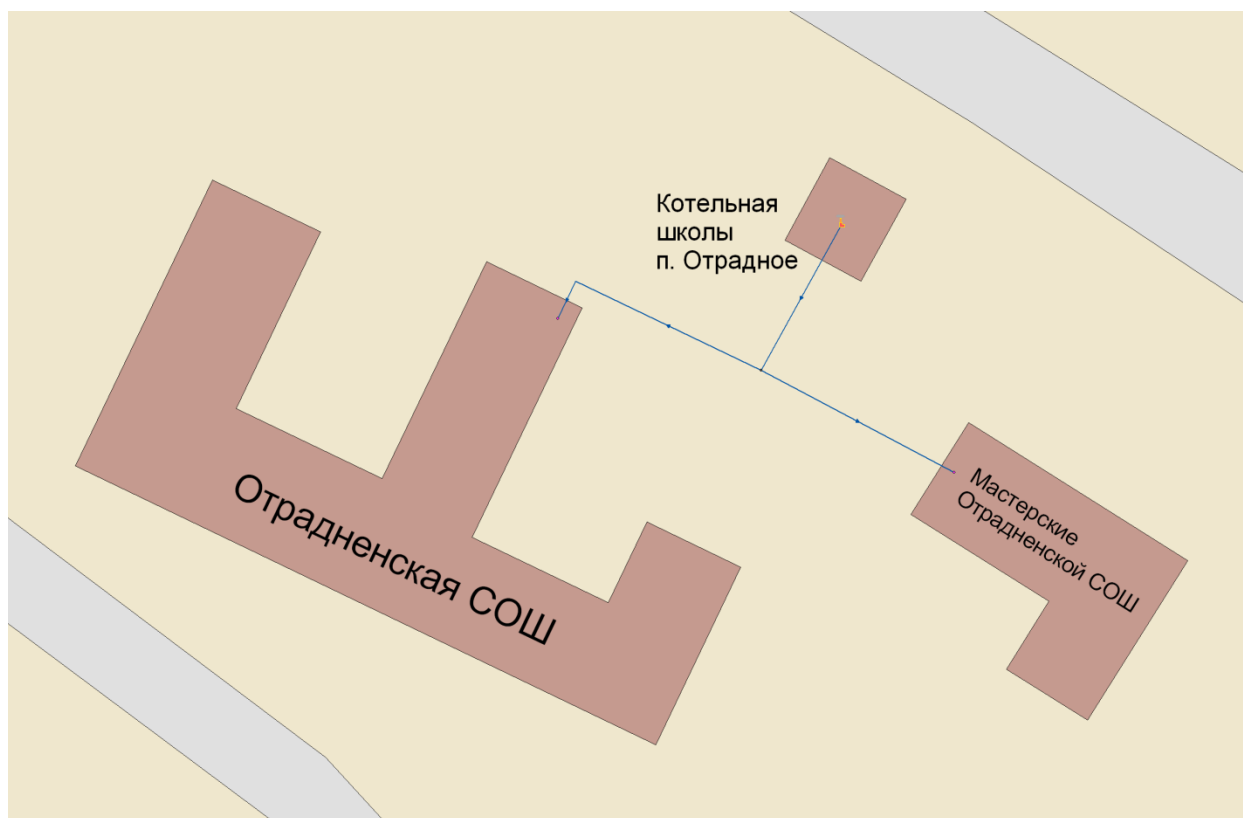 Котельная
школы
п. Отрадное
Отрадненская СОШ
Мастерские
Отрадненской СОШ